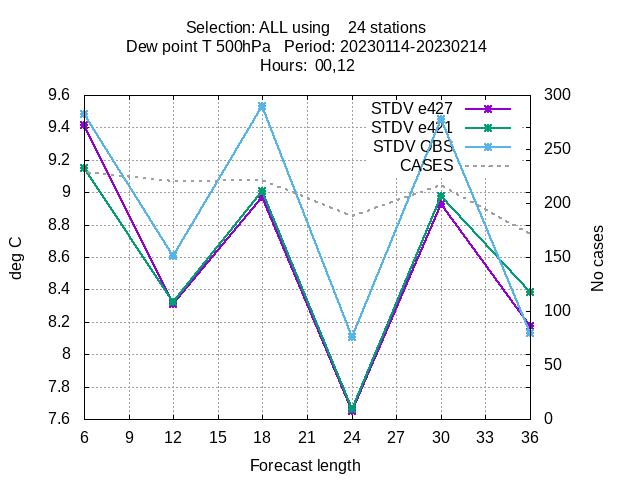 Selection: ALL using 24 stations
Dew point T 500hPa Period: 20230114-20230214
Hours: 00,12
STDV e427
STDV e421
STDV OBS
CASES
9.6
9.4
9.2
9
8.8
8.6
8.4
8.2
8
7.8
7.6
deg C
300
250
200
150
100
50
0
No cases
6 9 12 15 18 21 24 27 30 33 36
Forecast length